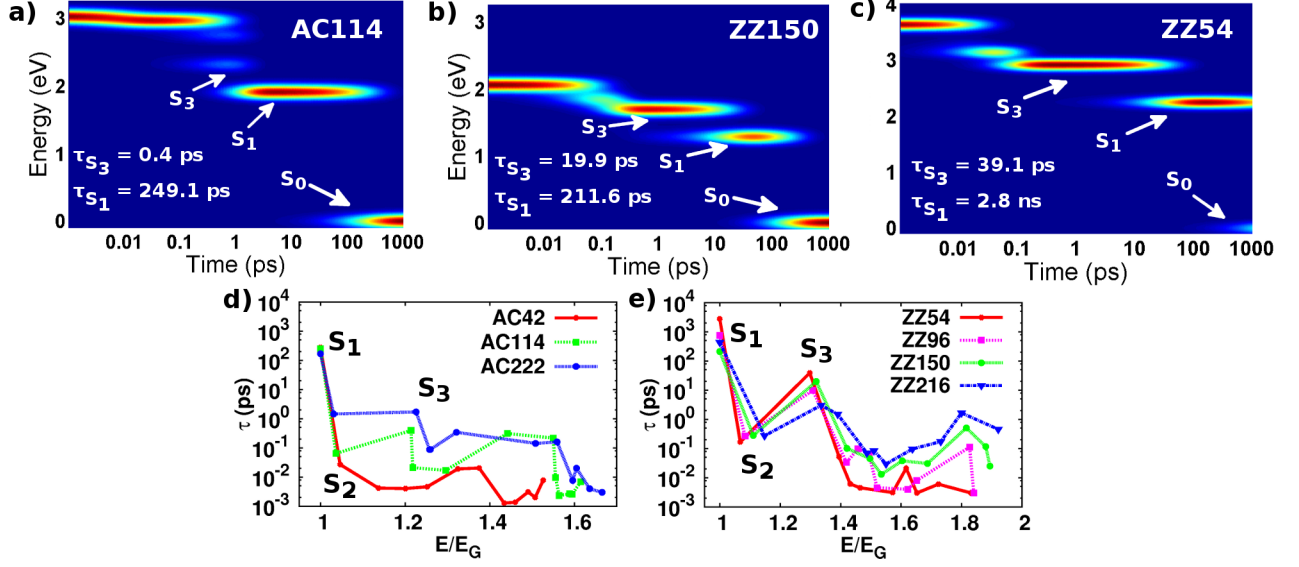 a)
AC114
3
2
1
0
Energy (eV)
S3
S1
τS3 = 0.4 ps
τS1 = 249.1 ps
S0
0.01 0.1 1 10 100 1000
Time (ps)
b)
ZZ150
3
2
1
0
Energy (eV)
S3
S1
τS3 = 19.9 ps
τS1 = 211.6 ps
S0
0.01 0.1 1 10 100 1000
Time (ps)
c)
ZZ54
4
3
2
1
0
S3
S1
τS3 = 39.1 ps
τS1 = 2.8 ns
S0
0.01 0.1 1 10 100 1000
Time (ps)
d)
10^4
10^3
10^2
10^1
10^0
10^-1
10^-2
10^-3
τ (ps)
AC42
AC114
AC222
S1
S3
S2
1 1.2 1.4 1.6
E/EG
e)
10^4
10^3
10^2
10^1
10^0
10^-1
10^-2
10^-3
τ (ps)
ZZ54
ZZ96
ZZ150
ZZ216
S1
S3
S2
1 1.2 1.4 1.6 1.8 2
E/EG